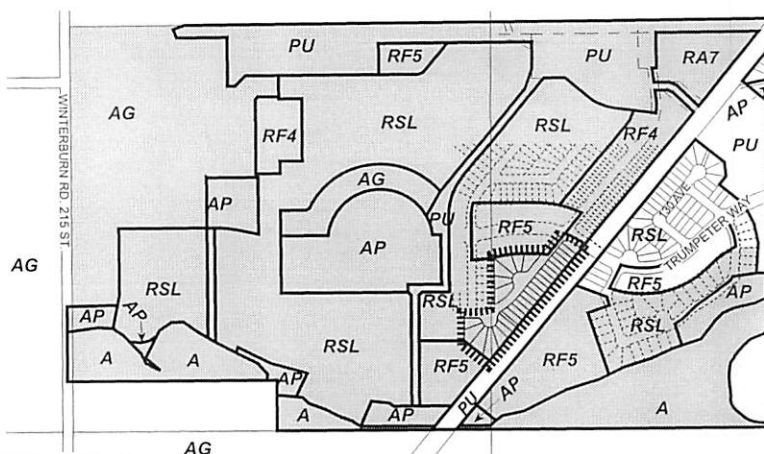 PU
RF5
PU
RA7
AG
RSL
AP
RF4
RSL
RF4
PU
WINTERBURN RD. 215 ST.
AG
AP
PU
130 AVE
RF5
RSL
TRUMPETER WAY
AP
AG
RSL
AP
RF5
AP
RSL
AP
RSL
RSL
A
A
AP
RF5
RF5
AP
A
A
AP
PU
AG